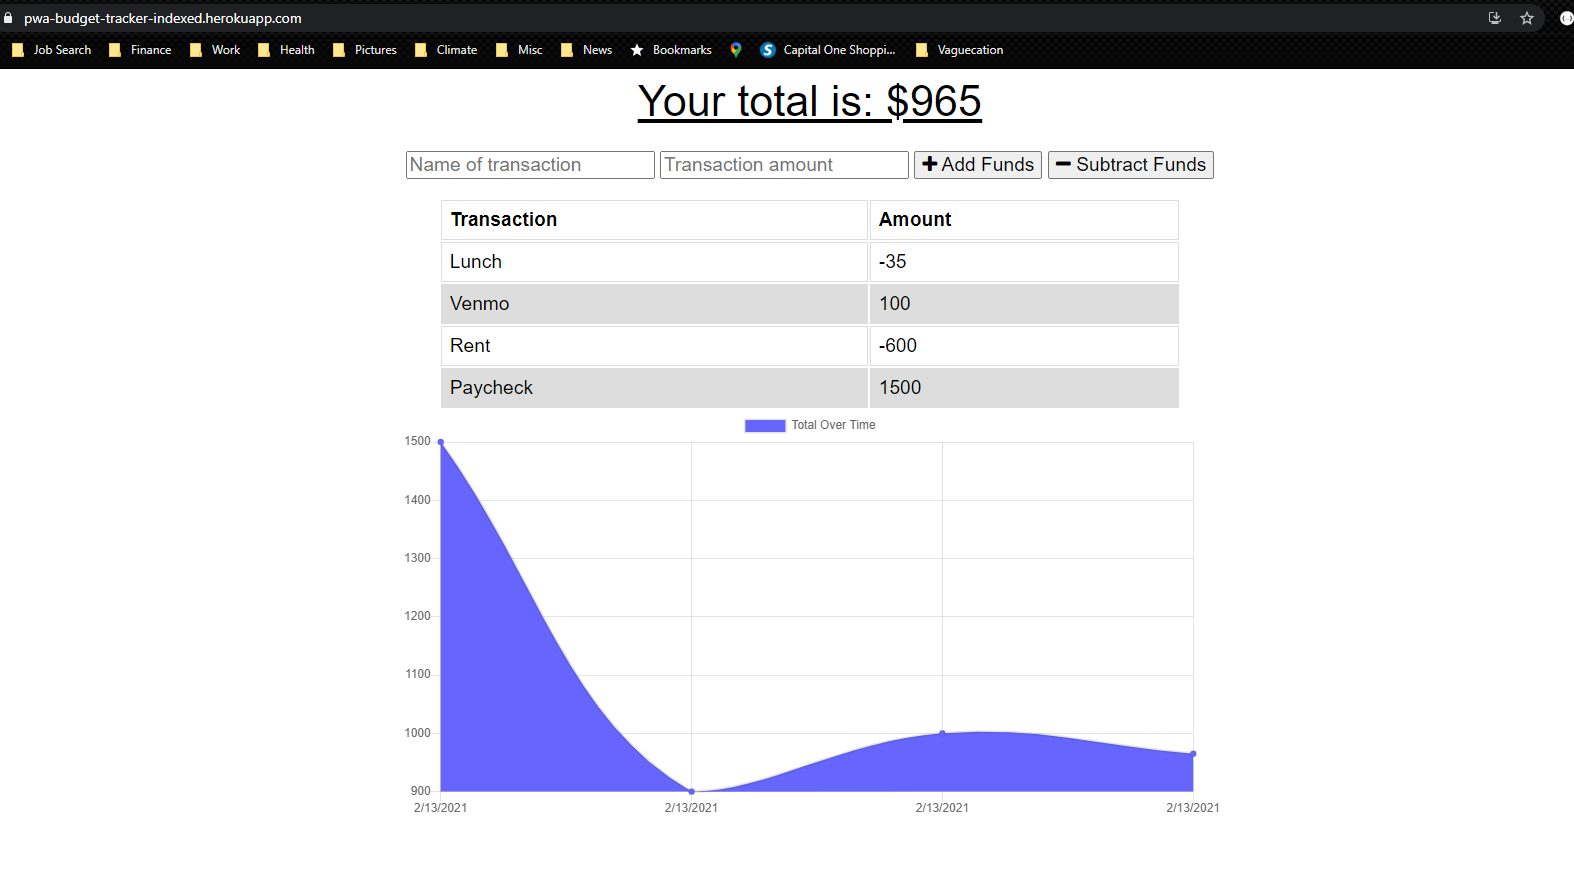 pwa-budget-tracker-indexed.herokuapp.com
Job Search Finance Work Health Pictures Climate Misc News Bookmarks Capital One Shoppi... Vaguecation
Your total is: $965
Name of transaction Transaction amount Add Funds Subtract Funds
Transaction Amount
Lunch -35
Venmo 100
Rent -600
Paycheck 1500
Total Over Time
1500
1400
1300
1200
1100
1000
900
2/13/2021 2/13/2021 2/13/2021 2/13/2021